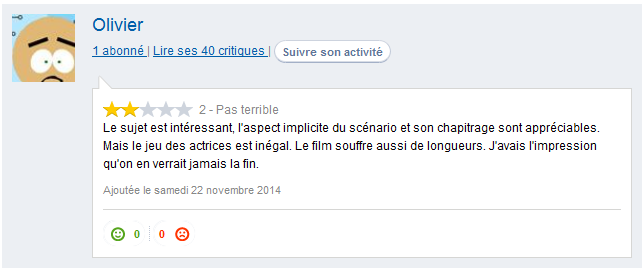 Olivier
1 abonné | Lire ses 40 critiques | Suivre son activité
2 - Pas terrible
Le sujet est intéressant, l'aspect implicite du scénario et son chapitrage sont appréciables.
Mais le jeu des actrices est inégal. Le film souffre aussi de longueurs. J'avais l'impression
qu'on en verrait jamais la fin.
Ajoutée le samedi 22 novembre 2014
0 0